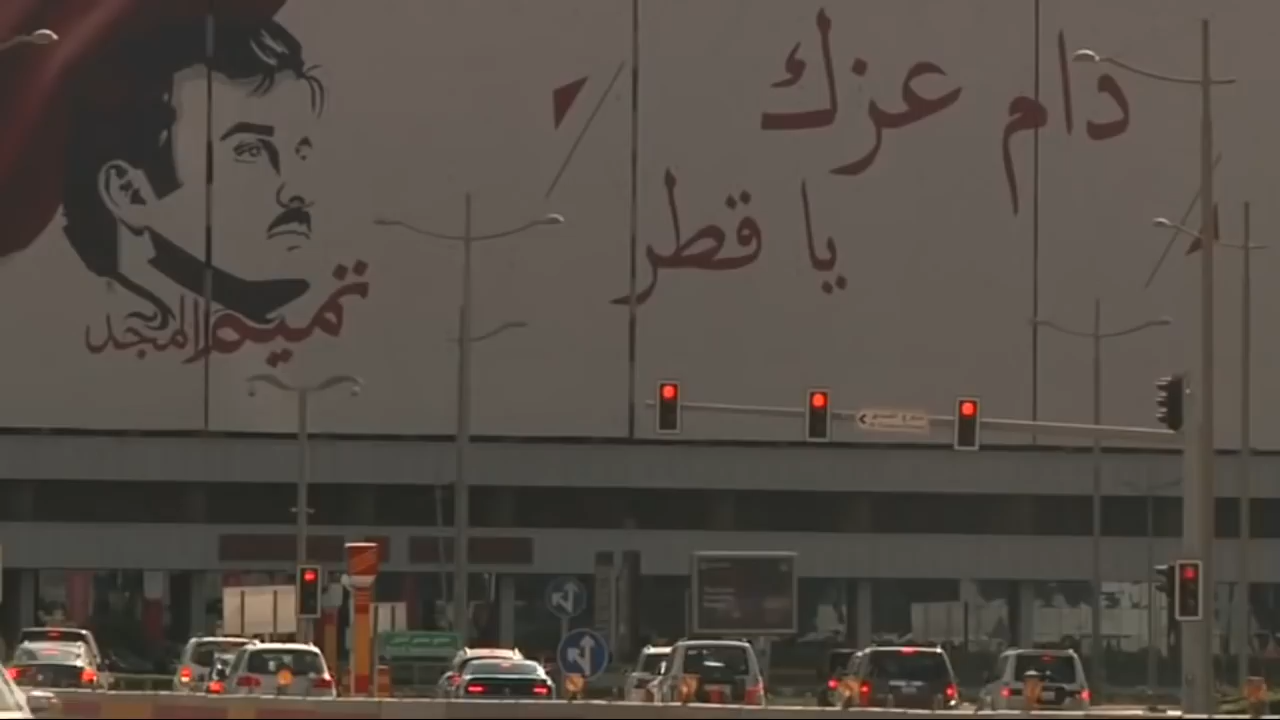 دام عزك
يا قطر
تميم المجد